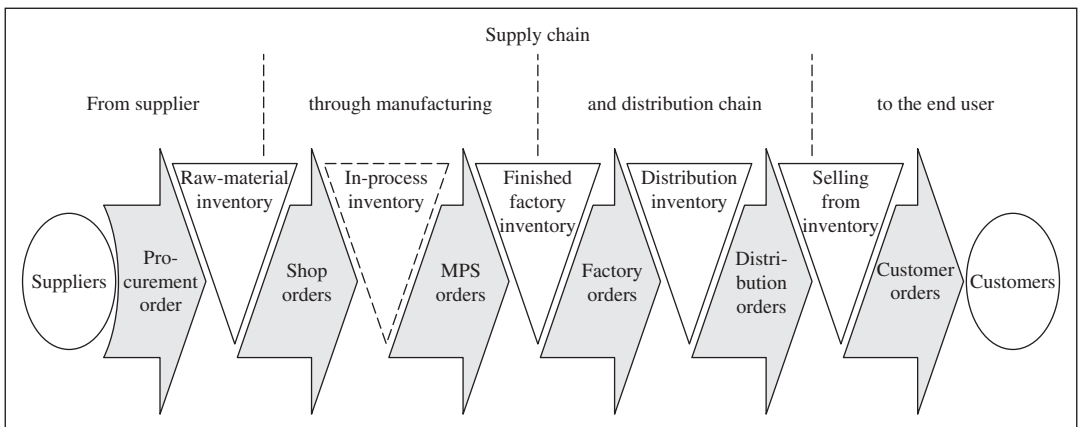 Supply chain
From supplier
through manufacturing
and distribution chain
to the end user
Raw-material
inventory
In-process
inventory
Finished
factory
inventory
Distribution
inventory
Selling
from
inventory
Suppliers
Pro-
curement
order
Shop
orders
MPS
orders
Factory
orders
Distri-
bution
orders
Customer
orders
Customers